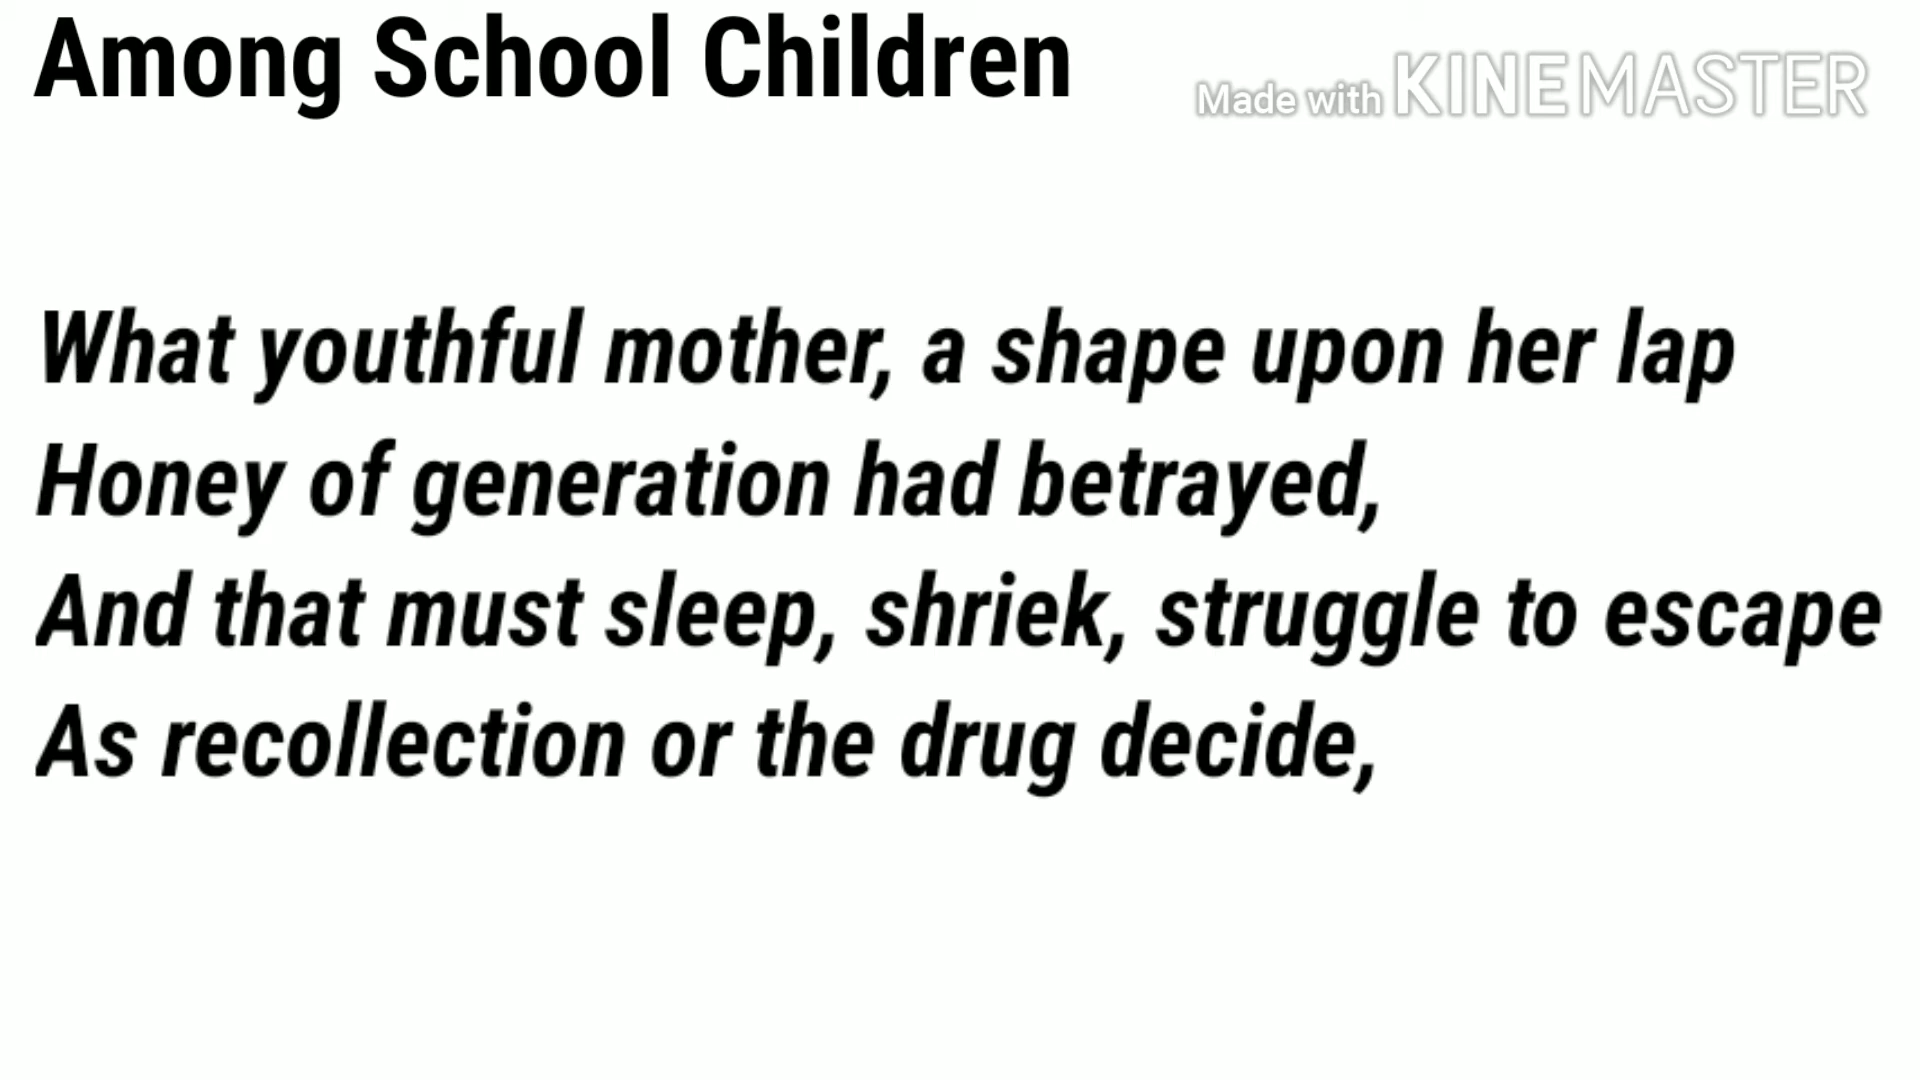 Among School Children
Made with KINEMASTER
What youthful mother, a shape upon her lap
Honey of generation had betrayed,
And that must sleep, shriek, struggle to escape
As recollection or the drug decide,